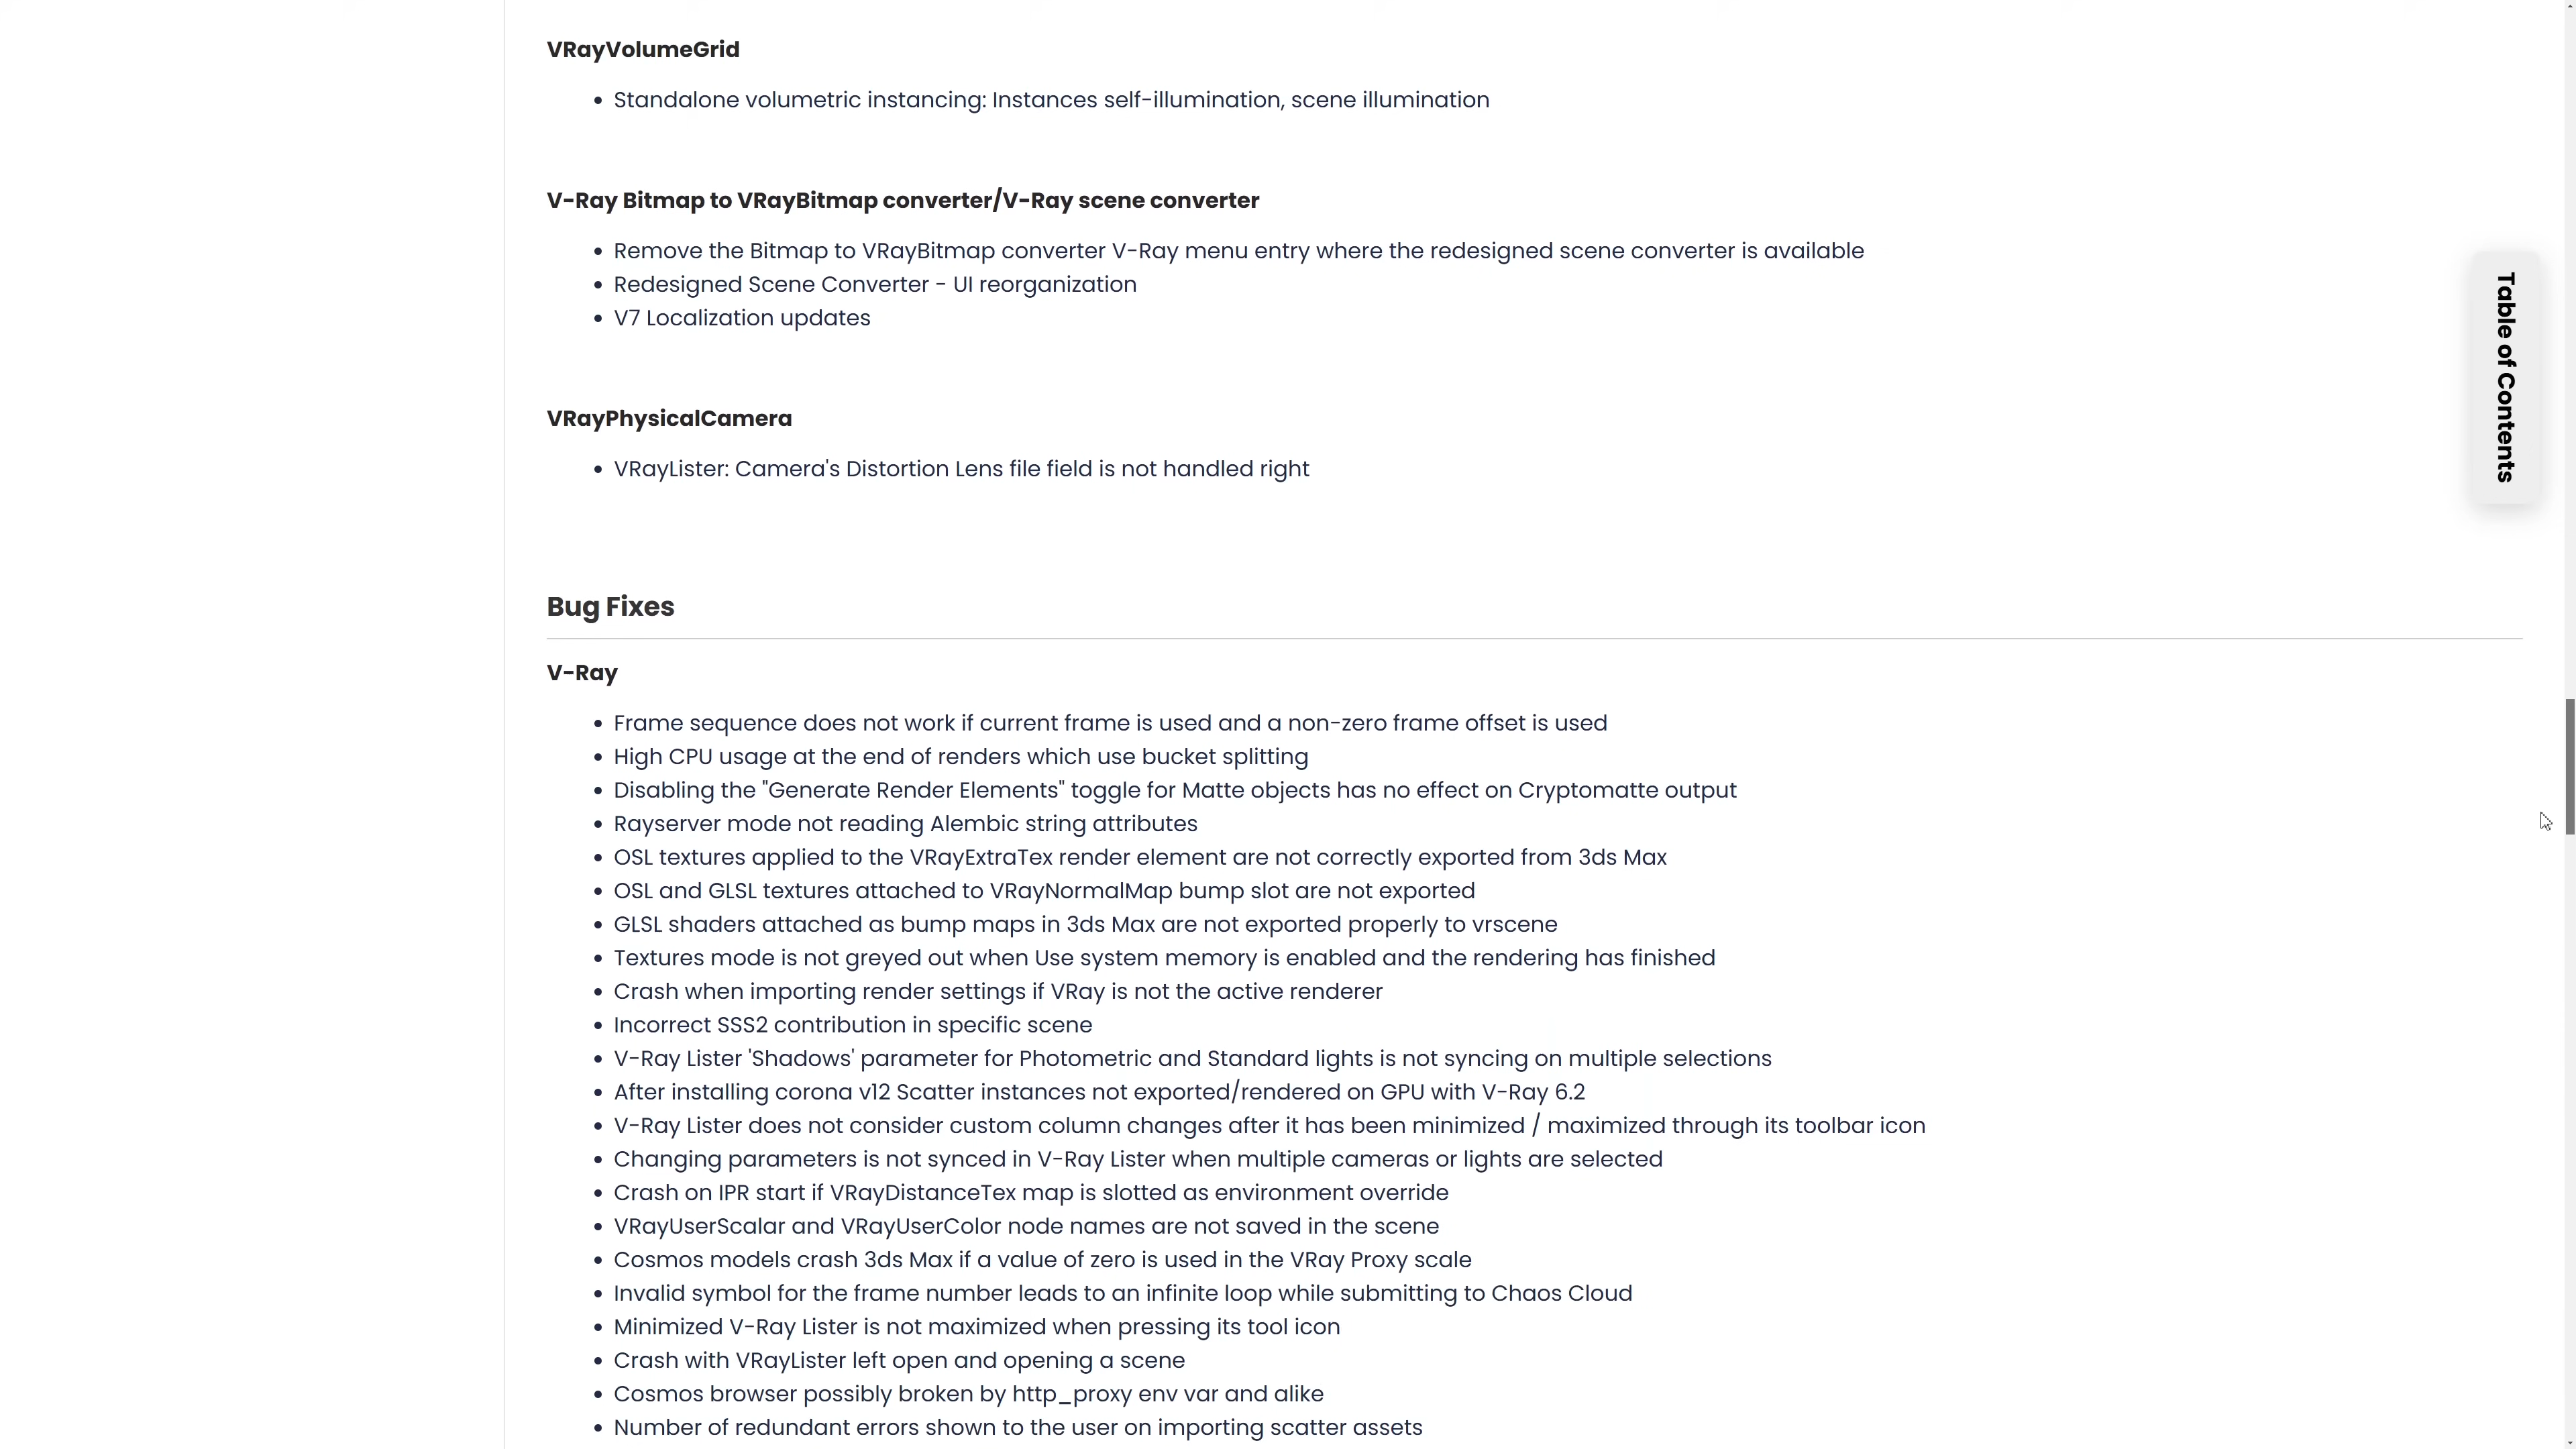 VRayVolumeGrid
Standalone volumetric instancing: Instances self-illumination, scene illumination
V-Ray Bitmap to VRayBitmap converter/V-Ray scene converter
Remove the Bitmap to VRayBitmap converter V-Ray menu entry where the redesigned scene converter is available
Redesigned Scene Converter - UI reorganization
V7 Localization updates
VRayPhysicalCamera
VRayLister: Camera's Distortion Lens file field is not handled right
Table of Contents
Bug Fixes
V-Ray
Frame sequence does not work if current frame is used and a non-zero frame offset is used
High CPU usage at the end of renders which use bucket splitting
Disabling the "Generate Render Elements" toggle for Matte objects has no effect on Cryptomatte output
Rayserver mode not reading Alembic string attributes
OSL textures applied to the VRayExtraTex render element are not correctly exported from 3ds Max
OSL and GLSL textures attached to VRayNormalMap bump slot are not exported
GLSL shaders attached as bump maps in 3ds Max are not exported properly to vrscene
Textures mode is not greyed out when Use system memory is enabled and the rendering has finished
Crash when importing render settings if VRay is not the active renderer
Incorrect SSS2 contribution in specific scene
V-Ray Lister 'Shadows' parameter for Photometric and Standard lights is not syncing on multiple selections
After installing corona v12 Scatter instances not exported/rendered on GPU with V-Ray 6.2
V-Ray Lister does not consider custom column changes after it has been minimized / maximized through its toolbar icon
Changing parameters is not synced in V-Ray Lister when multiple cameras or lights are selected
Crash on IPR start if VRayDistanceTex map is slotted as environment override
VRayUserScalar and VRayUserColor node names are not saved in the scene
Cosmos models crash 3ds Max if a value of zero is used in the VRay Proxy scale
Invalid symbol for the frame number leads to an infinite loop while submitting to Chaos Cloud
Minimized V-Ray Lister is not maximized when pressing its tool icon
Crash with VRayLister left open and opening a scene
Cosmos browser possibly broken by http_proxy env var and alike
Number of redundant errors shown to the user on importing scatter assets